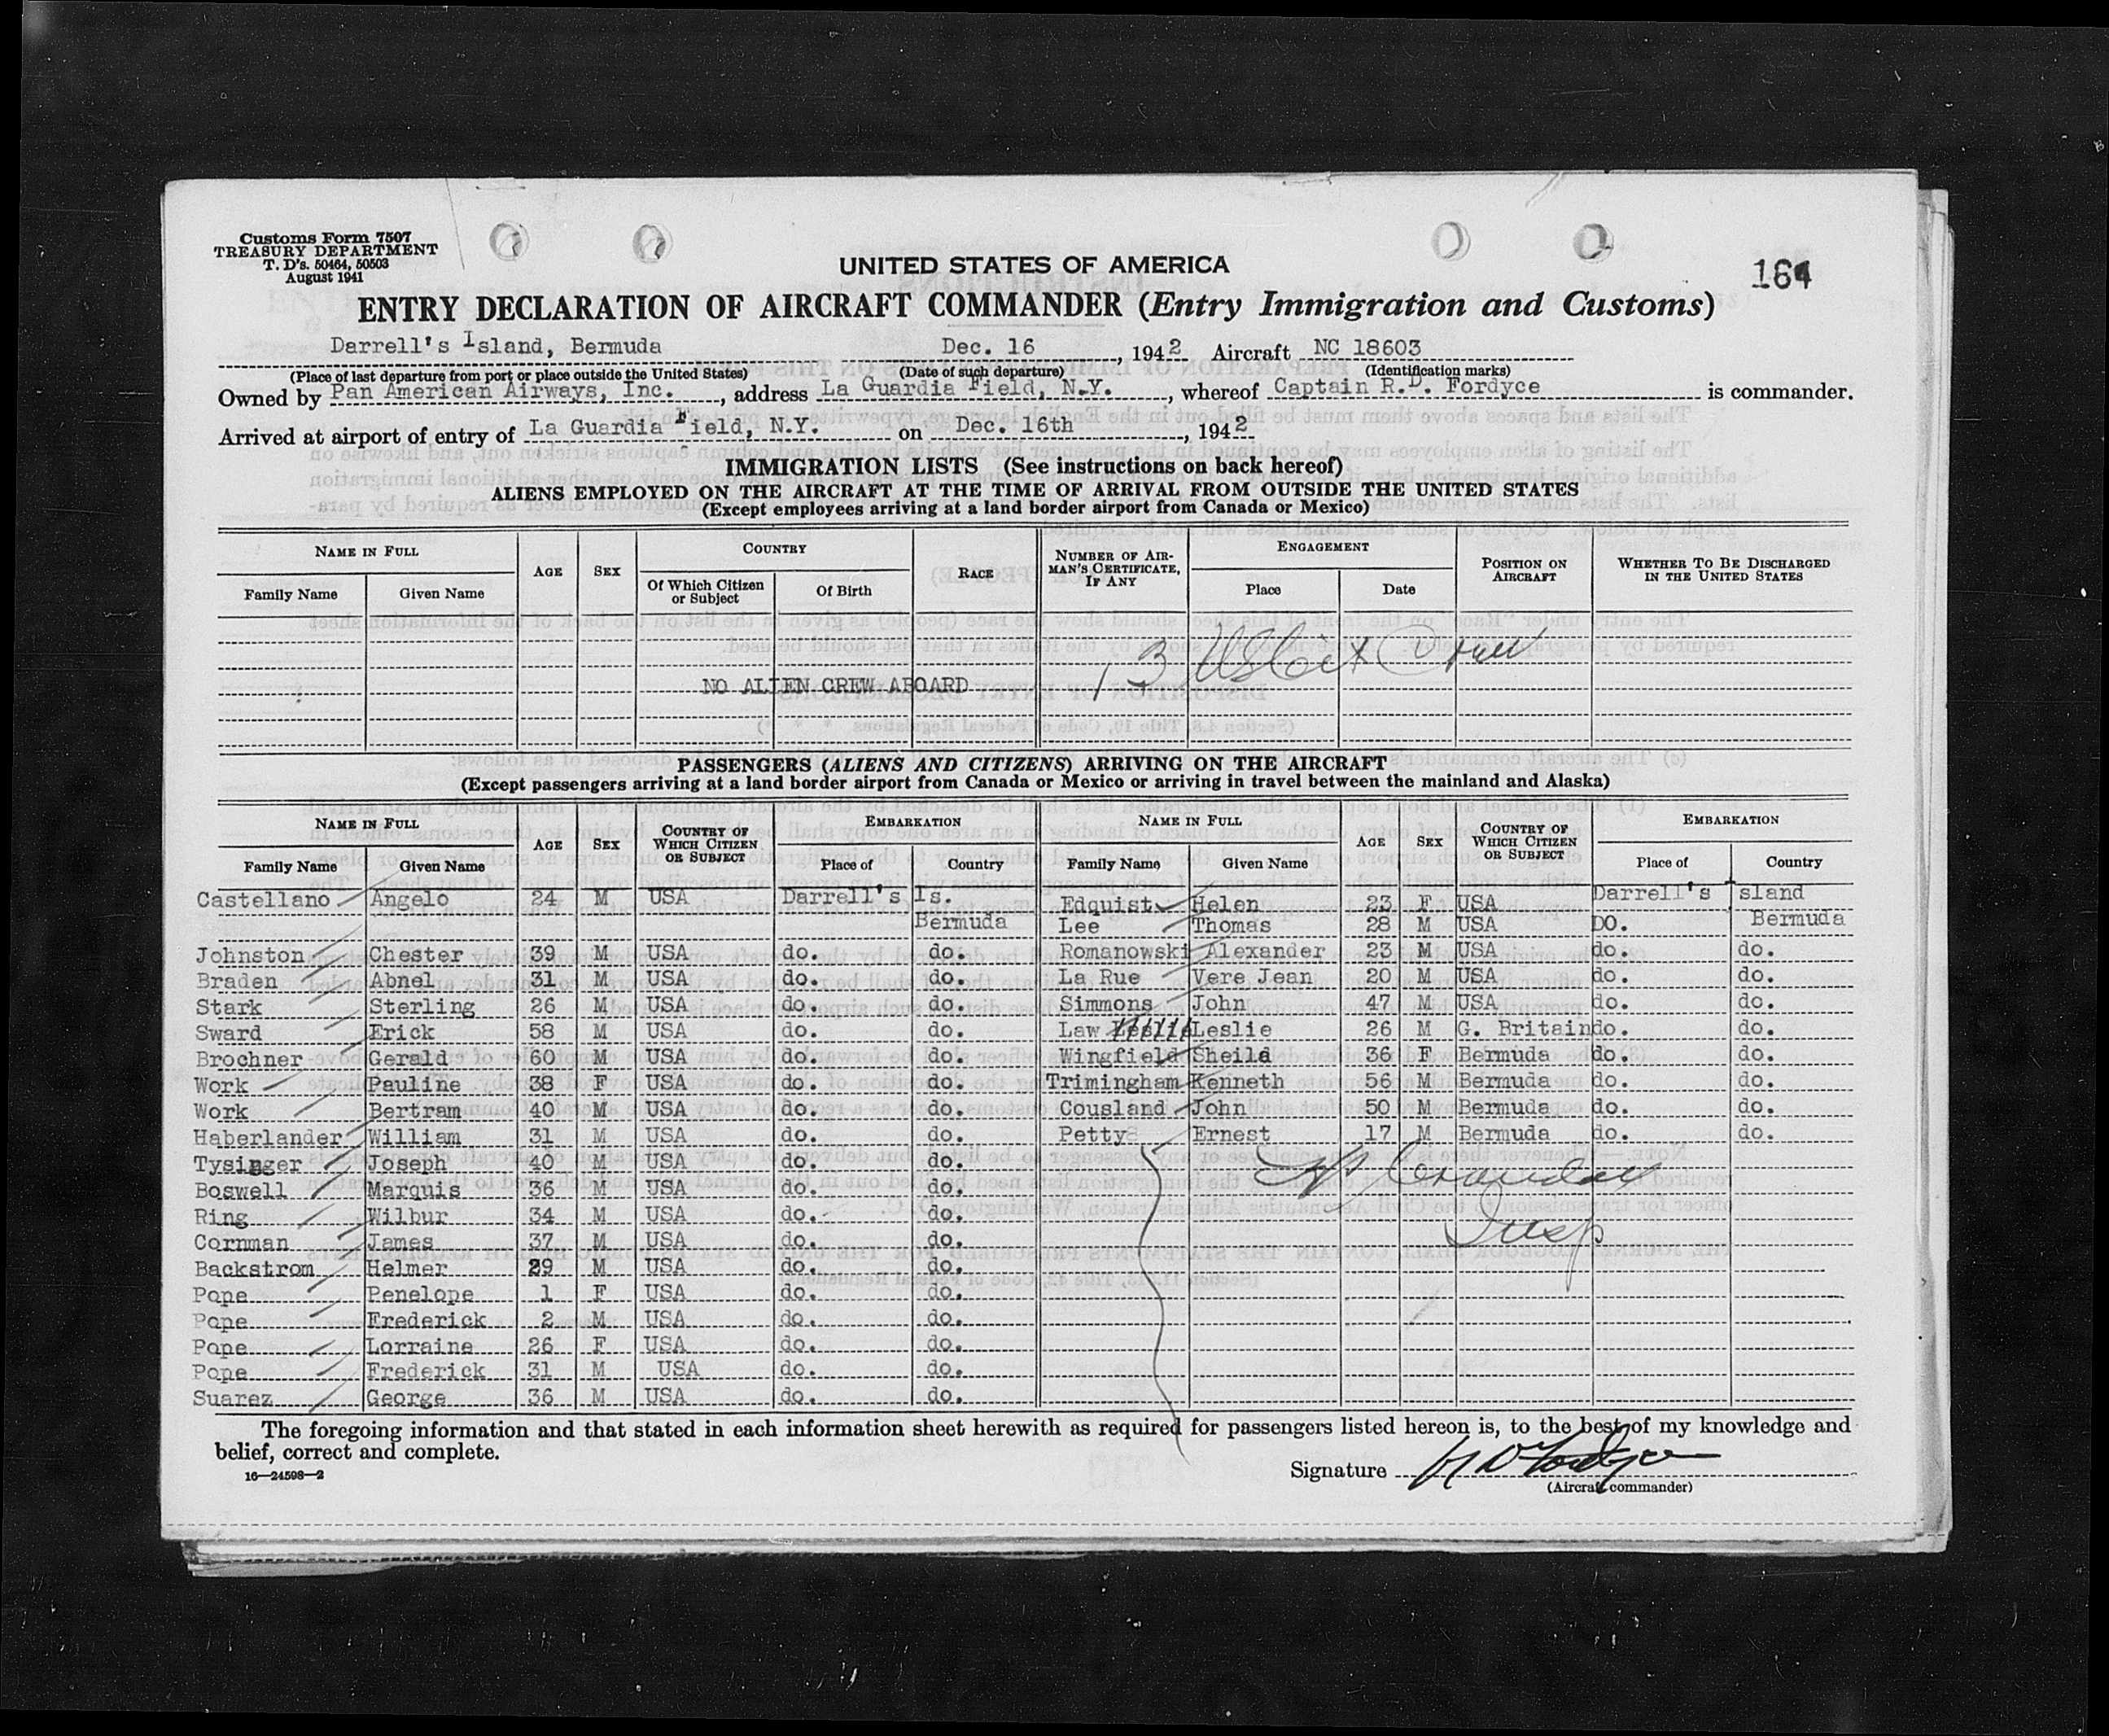 Customs Form 7507
TREASURY DEPARTMENT
T. D's. 50464, 50503
August 1941
UNITED STATES OF AMERICA
164
ENTRY DECLARATION OF AIRCRAFT COMMANDER (Entry Immigration and Customs)
Darrell's Island, Bermuda Dec. 16, 1942 Aircraft NC 18603
(Place of last departure from port or place outside the United States) (Date of such departure) (Identification marks)
Owned by Pan American Airways, Inc., address La Guardia Field, N.Y., whereof Captain R.D. Fordyce is commander.
Arrived at airport of entry of La Guardia Field, N.Y. on Dec. 16th, 1942
IMMIGRATION LISTS (See instructions on back hereof)
ALIENS EMPLOYED ON THE AIRCRAFT AT THE TIME OF ARRIVAL FROM OUTSIDE THE UNITED STATES
(Except employees arriving at a land border airport from Canada or Mexico)
NAME IN FULL AGE SEX COUNTRY RACE NUMBER OF AIRMAN'S CERTIFICATE, IF ANY ENGAGEMENT POSITION ON AIRCRAFT WHETHER TO BE DISCHARGED IN THE UNITED STATES
Family Name Given Name Of Which Citizen or Subject Of Birth Place Date
13 US Cit Crew
NO ALIEN CREW ABOARD
PASSENGERS (ALIENS AND CITIZENS) ARRIVING ON THE AIRCRAFT
(Except passengers arriving at a land border airport from Canada or Mexico or arriving in travel between the mainland and Alaska)
NAME IN FULL AGE SEX COUNTRY OF WHICH CITIZEN OR SUBJECT EMBARKATION NAME IN FULL AGE SEX COUNTRY OF WHICH CITIZEN OR SUBJECT EMBARKATION
Family Name Given Name Place of Country Family Name Given Name Place of Country
Castellano Angelo 24 M USA Darrell's Is. Edquist Helen 23 F USA Darrell's Island
Bermuda Lee Thomas 28 M USA DO. Bermuda
Johnston Chester 39 M USA do. do. Romanowski Alexander 23 M USA do. do.
Braden Abnel 31 M USA do. do. La Rue Vere Jean 20 M USA do. do.
Stark Sterling 26 M USA do. do. Simmons John 47 M USA do. do.
Sward Erick 58 M USA do. do. Law Leslie 26 M G. Britain do. do.
Brochner Gerald 60 M USA do. do. Wingfield Sheila 36 F Bermuda do. do.
Work Pauline 38 F USA do. do. Trimingham Kenneth 56 M Bermuda do. do.
Work Bertram 40 M USA do. do. Cousland John 50 M Bermuda do. do.
Haberlander William 31 M USA do. do. Petty Ernest 17 M Bermuda do. do.
Tysinger Joseph 40 M USA do. do.
Boswell Marquis 36 M USA do. do.
Ring Wilbur 34 M USA do. do.
Insp
Cornman James 37 M USA do. do.
Backstrom Helmer 29 M USA do. do.
Pope Penelope 1 F USA do. do.
Pope Frederick 2 M USA do. do.
Pope Lorraine 26 F USA do. do.
Pope Frederick 31 M USA do. do.
Suarez George 36 M USA do. do.
The foregoing information and that stated in each information sheet herewith as required for passengers listed hereon is, to the best of my knowledge and
belief, correct and complete.
16—24598—2
Signature R D Fordyce
(Aircraft commander)